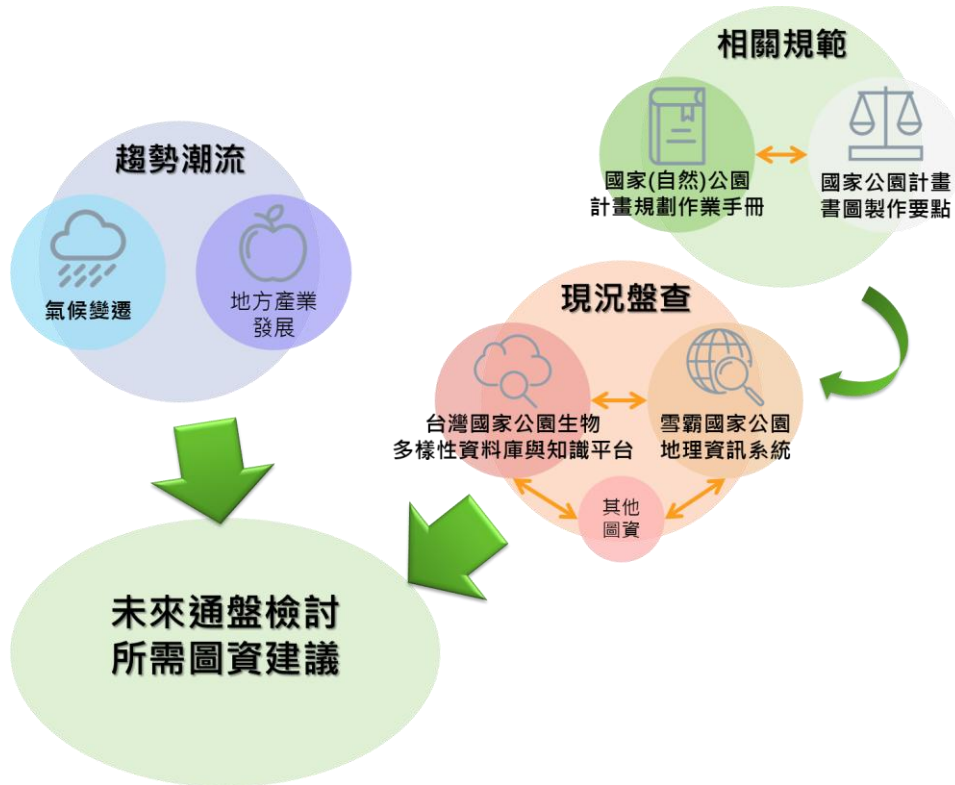 相關規範
國家(自然)公園
計畫規劃作業手冊
國家公園計畫
書圖製作要點
趨勢潮流
氣候變遷
地方產業
發展
現況盤查
台灣國家公園生物
多樣性資料庫與知識平台
雪霸國家公園
地理資訊系統
其他
圖資
未來通盤檢討
所需圖資建議